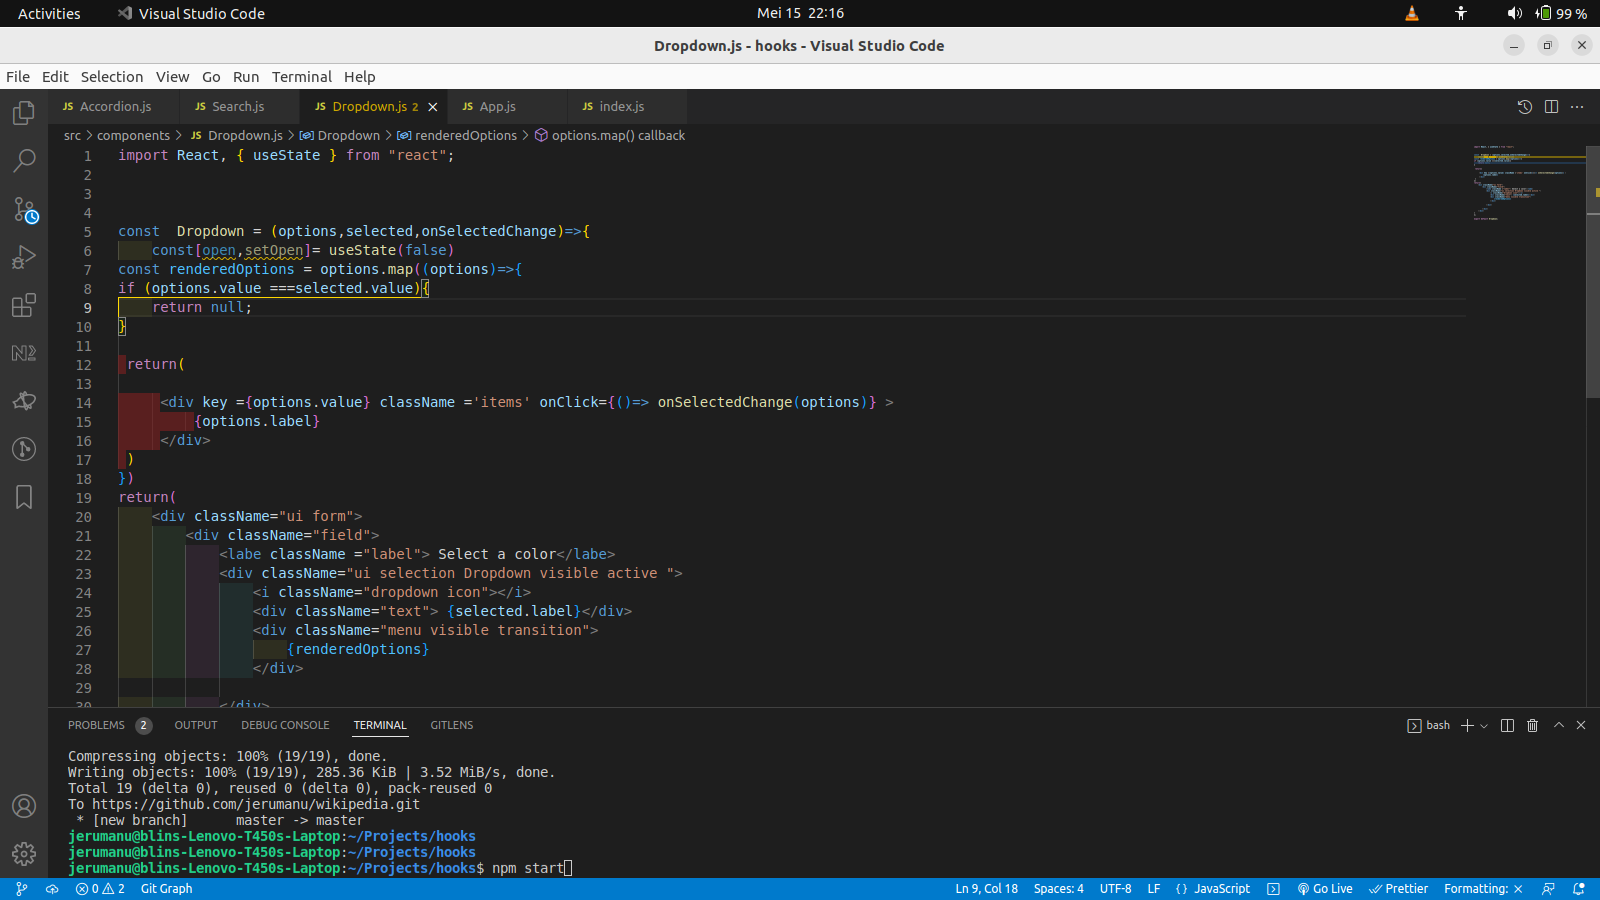 Activities Visual Studio Code Mei 15 22:16 99 %
Dropdown.js - hooks - Visual Studio Code
File Edit Selection View Go Run Terminal Help
JS Accordion.js JS Search.js JS Dropdown.js 2 JS App.js JS index.js
src > components > JS Dropdown.js > Dropdown > renderedOptions > options.map() callback
1 import React, { useState } from "react";
2
3
4
5 const  Dropdown = (options,selected,onSelectedChange)=>{
6 const[open,setOpen]= useState(false)
7 const renderedOptions = options.map((options)=>{
8 if (options.value ===selected.value){
9 return null;
10 }
11
12 return(
13
14 <div key ={options.value} className ='items' onClick={()=> onSelectedChange(options)} >
15 {options.label}
16 </div>
17 )
18 })
19 return(
20 <div className="ui form">
21 <div className="field">
22 <labe className ="label"> Select a color</labe>
23 <div className="ui selection Dropdown visible active ">
24 <i className="dropdown icon"></i>
25 <div className="text"> {selected.label}</div>
26 <div className="menu visible transition">
27 {renderedOptions}
28 </div>
29
30 </div>
PROBLEMS 2 OUTPUT DEBUG CONSOLE TERMINAL GITLENS bash
Compressing objects: 100% (19/19), done.
Writing objects: 100% (19/19), 285.36 KiB | 3.52 MiB/s, done.
Total 19 (delta 0), reused 0 (delta 0), pack-reused 0
To https://github.com/jerumanu/wikipedia.git
* [new branch]      master -> master
jerumanu@blins-Lenovo-T450s-Laptop:~/Projects/hooks
jerumanu@blins-Lenovo-T450s-Laptop:~/Projects/hooks
jerumanu@blins-Lenovo-T450s-Laptop:~/Projects/hooks$ npm start
0 2 Git Graph Ln 9, Col 18 Spaces: 4 UTF-8 LF {} JavaScript Go Live Prettier Formatting: ×